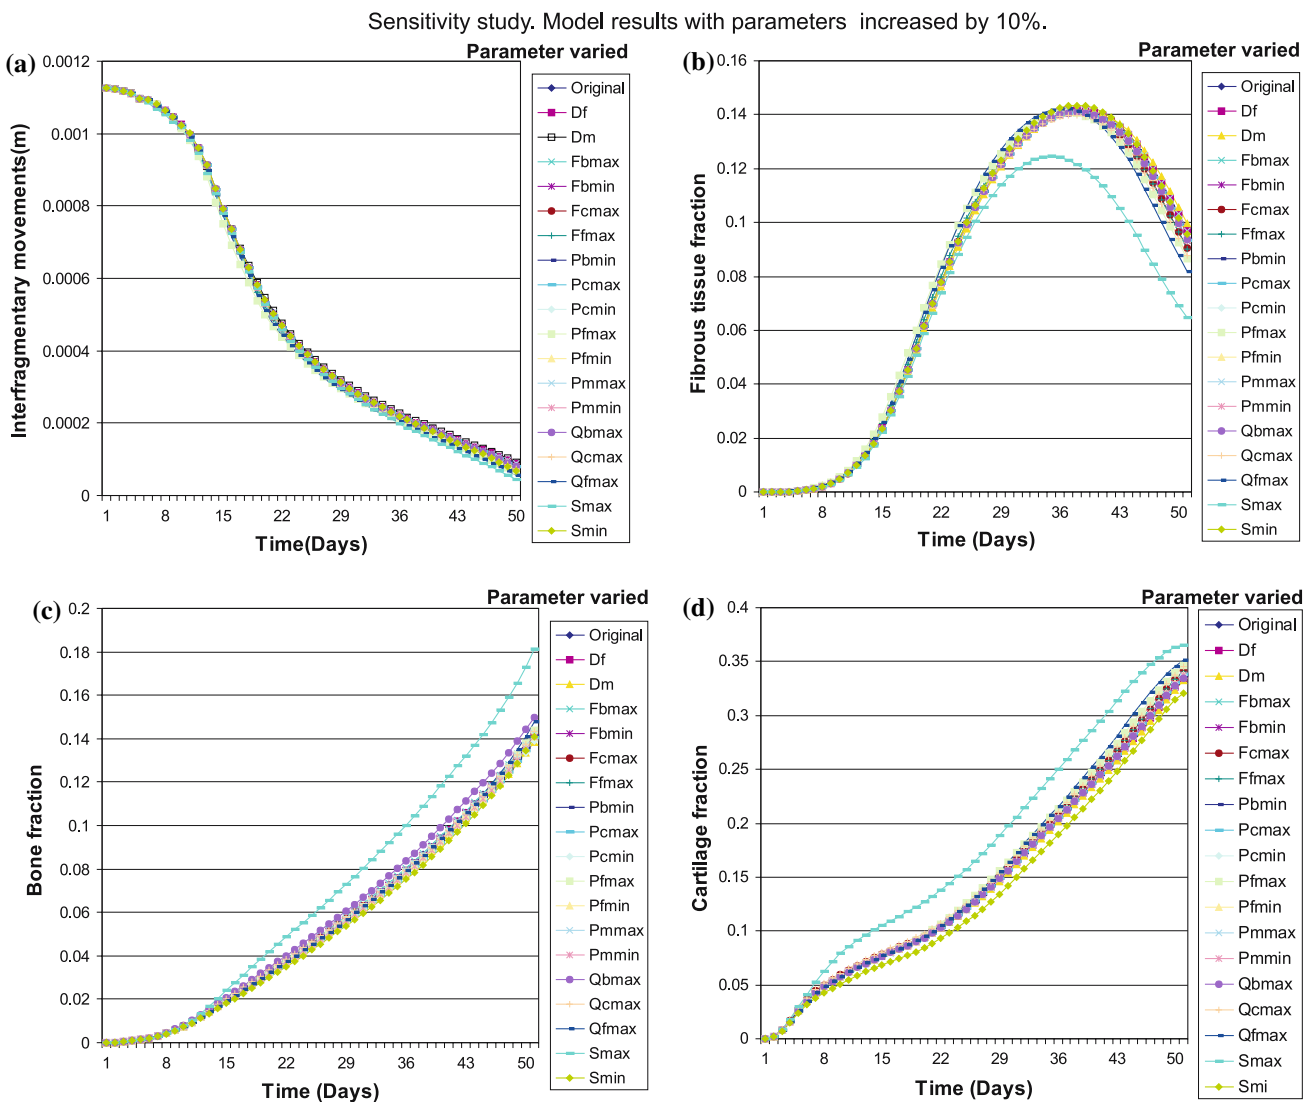 Sensitivity study. Model results with parameters increased by 10%.
(a)
Parameter varied
0.0012
0.001
0.0008
0.0006
0.0004
0.0002
0
Interfragmentary movements(m)
1 8 15 22 29 36 43 50
Time(Days)
Original
Df
Dm
Fbmax
Fbmin
Fcmax
Ffmax
Pbmin
Pcmax
Pcmin
Pfmax
Pfmin
Pmmax
Pmmin
Qbmax
Qcmax
Qfmax
Smax
Smin
(b)
Parameter varied
0.16
0.14
0.12
0.1
0.08
0.06
0.04
0.02
0
Fibrous tissue fraction
1 8 15 22 29 36 43 50
Time (Days)
Original
Df
Dm
Fbmax
Fbmin
Fcmax
Ffmax
Pbmin
Pcmax
Pcmin
Pfmax
Pfmin
Pmmax
Pmmin
Qbmax
Qcmax
Qfmax
Smax
Smin
(c)
Parameter varied
0.2
0.18
0.16
0.14
0.12
0.1
0.08
0.06
0.04
0.02
0
Bone fraction
1 8 15 22 29 36 43 50
Time (Days)
Original
Df
Dm
Fbmax
Fbmin
Fcmax
Ffmax
Pbmin
Pcmax
Pcmin
Pfmax
Pfmin
Pmmax
Pmmin
Qbmax
Qcmax
Qfmax
Smax
Smin
(d)
Parameter varied
0.4
0.35
0.3
0.25
0.2
0.15
0.1
0.05
0
Cartilage fraction
1 8 15 22 29 36 43 50
Time (Days)
Original
Df
Dm
Fbmax
Fbmin
Fcmax
Ffmax
Pbmin
Pcmax
Pcmin
Pfmax
Pfmin
Pmmax
Pmmin
Qbmax
Qcmax
Qfmax
Smax
Smi